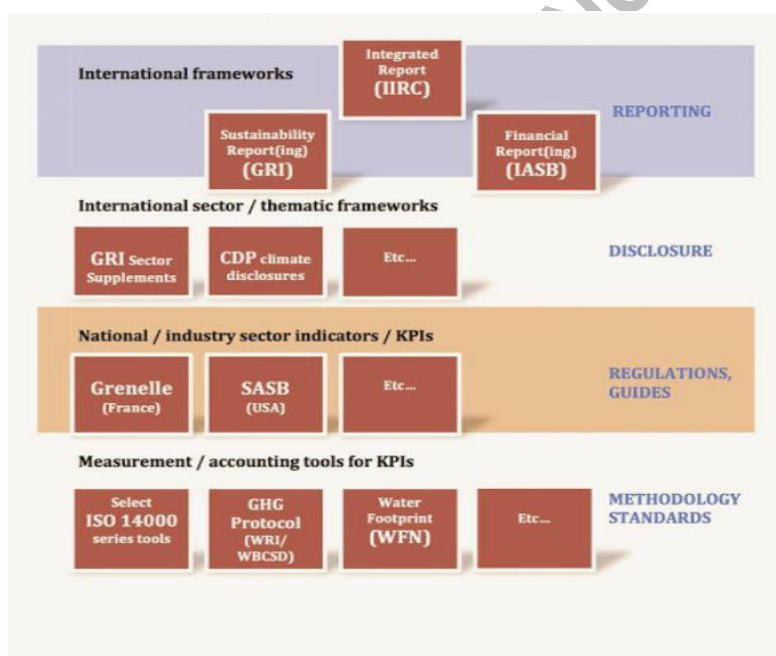 International frameworks
Integrated
Report
(IIRC)
REPORTING
Sustainability
Report(ing)
(GRI)
Financial
Report(ing)
(IASB)
International sector / thematic frameworks
GRI Sector
Supplements
CDP climate
disclosures
Etc...
DISCLOSURE
National / industry sector indicators / KPIs
Grenelle
(France)
SASB
(USA)
Etc...
REGULATIONS,
GUIDES
Measurement / accounting tools for KPIs
Select
ISO 14000
series tools
GHG
Protocol
(WRI/
WBCSD)
Water
Footprint
(WFN)
Etc...
METHODOLOGY
STANDARDS